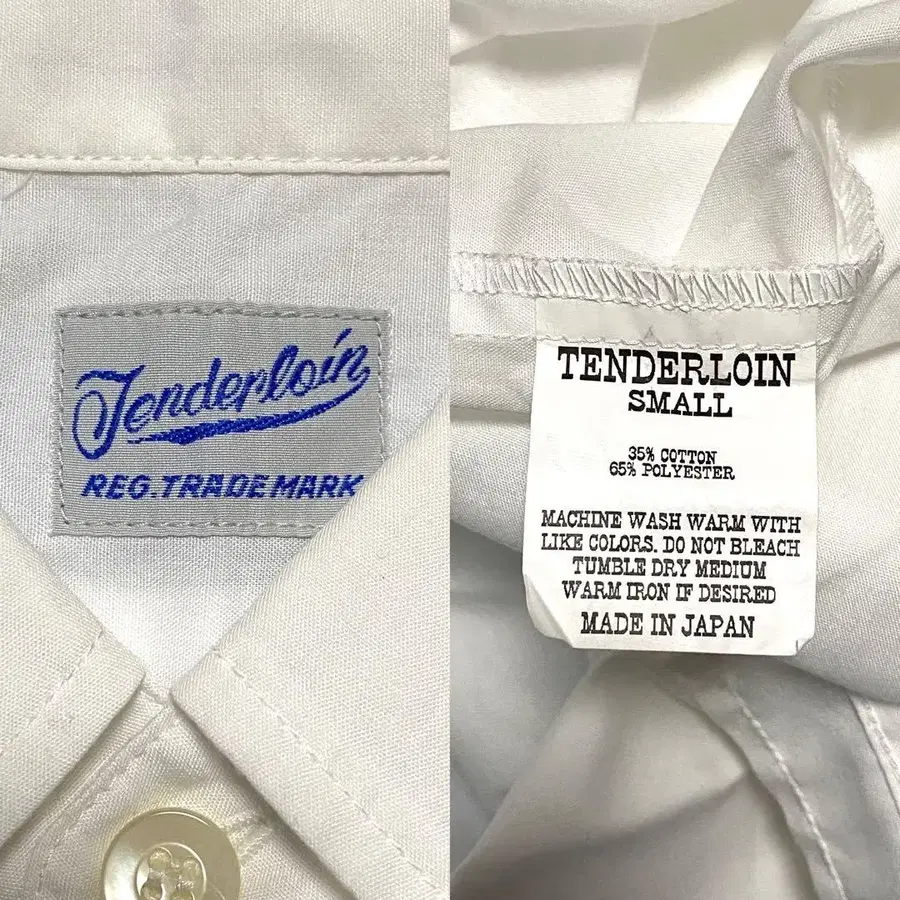 Tenderloin
REG. TRADE MARK
TENDERLOIN
SMALL
35% COTTON
65% POLYESTER
MACHINE WASH WARM WITH
LIKE COLORS. DO NOT BLEACH
TUMBLE DRY MEDIUM
WARM IRON IF DESIRED
MADE IN JAPAN